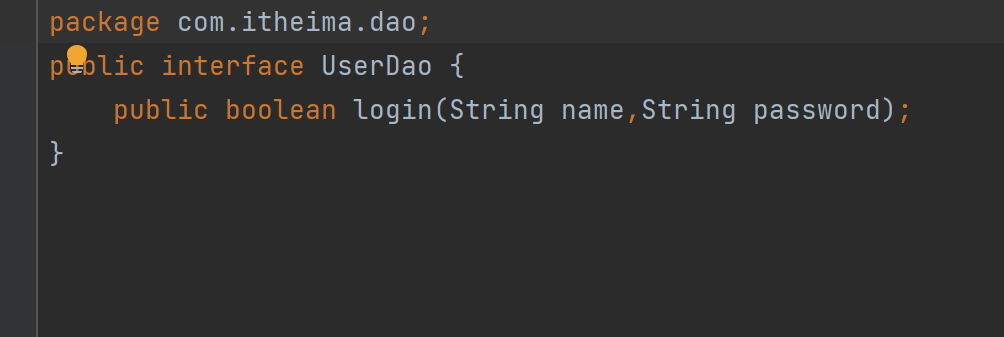 package com.itheima.dao;
public interface UserDao {
    public boolean login(String name,String password);
}